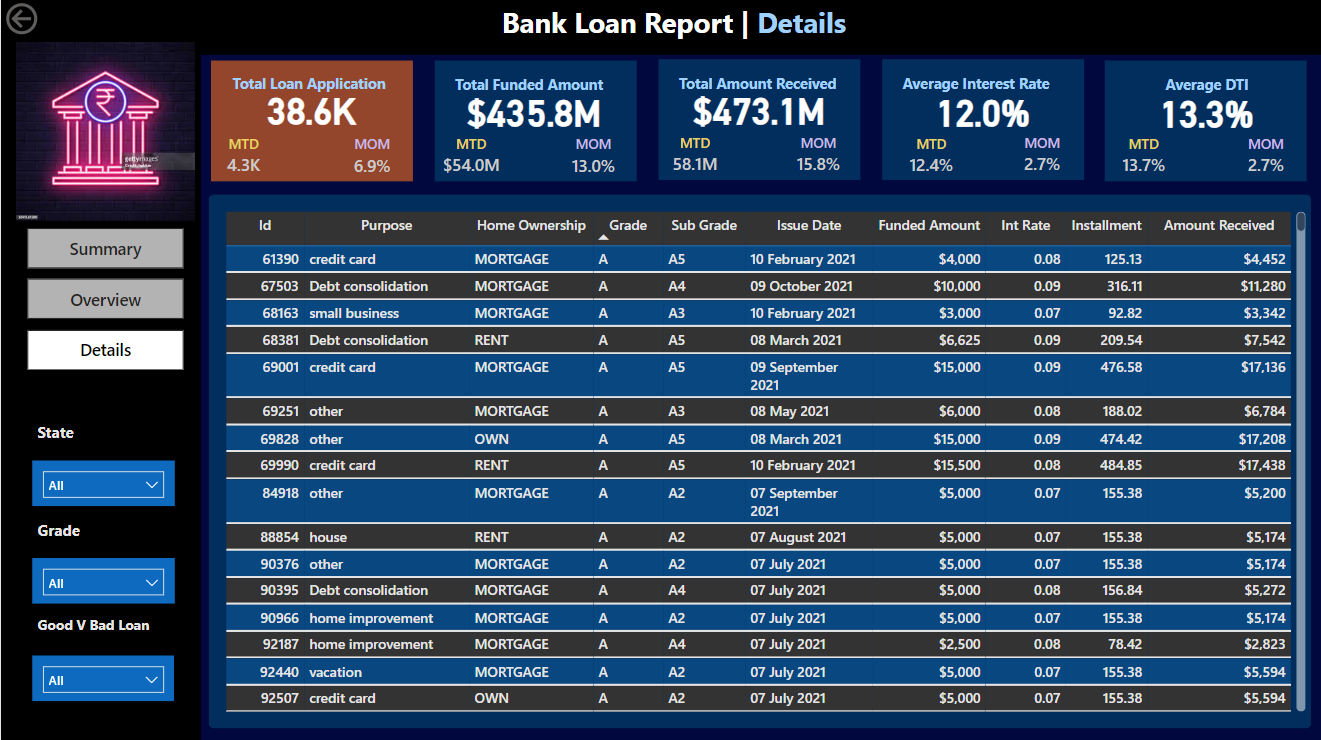 Bank Loan Report | Details
gettyimages
Total Loan Application
38.6K
MTD MOM
4.3K 6.9%
Total Funded Amount
$435.8M
MTD MOM
$54.0M 13.0%
Total Amount Received
$473.1M
MTD MOM
58.1M 15.8%
Average Interest Rate
12.0%
MTD MOM
12.4% 2.7%
Average DTI
13.3%
MTD MOM
13.7% 2.7%
Summary
Overview
Details
State
All
Grade
All
Good V Bad Loan
All
Id Purpose Home Ownership Grade Sub Grade Issue Date Funded Amount Int Rate Installment Amount Received
61390 credit card MORTGAGE A A5 10 February 2021 $4,000 0.08 125.13 $4,452
67503 Debt consolidation MORTGAGE A A4 09 October 2021 $10,000 0.09 316.11 $11,280
68163 small business MORTGAGE A A3 10 February 2021 $3,000 0.07 92.82 $3,342
68381 Debt consolidation RENT A A5 08 March 2021 $6,625 0.09 209.54 $7,542
69001 credit card MORTGAGE A A5 09 September $15,000 0.09 476.58 $17,136
2021
69251 other MORTGAGE A A3 08 May 2021 $6,000 0.08 188.02 $6,784
69828 other OWN A A5 08 March 2021 $15,000 0.09 474.42 $17,208
69990 credit card RENT A A5 10 February 2021 $15,500 0.08 484.85 $17,438
84918 other MORTGAGE A A2 07 September $5,000 0.07 155.38 $5,200
2021
88854 house RENT A A2 07 August 2021 $5,000 0.07 155.38 $5,174
90376 other MORTGAGE A A2 07 July 2021 $5,000 0.07 155.38 $5,174
90395 Debt consolidation MORTGAGE A A4 07 July 2021 $5,000 0.08 156.84 $5,272
90966 home improvement MORTGAGE A A2 07 July 2021 $5,000 0.07 155.38 $5,174
92187 home improvement MORTGAGE A A4 07 July 2021 $2,500 0.08 78.42 $2,823
92440 vacation MORTGAGE A A2 07 July 2021 $5,000 0.07 155.38 $5,594
92507 credit card OWN A A2 07 July 2021 $5,000 0.07 155.38 $5,594